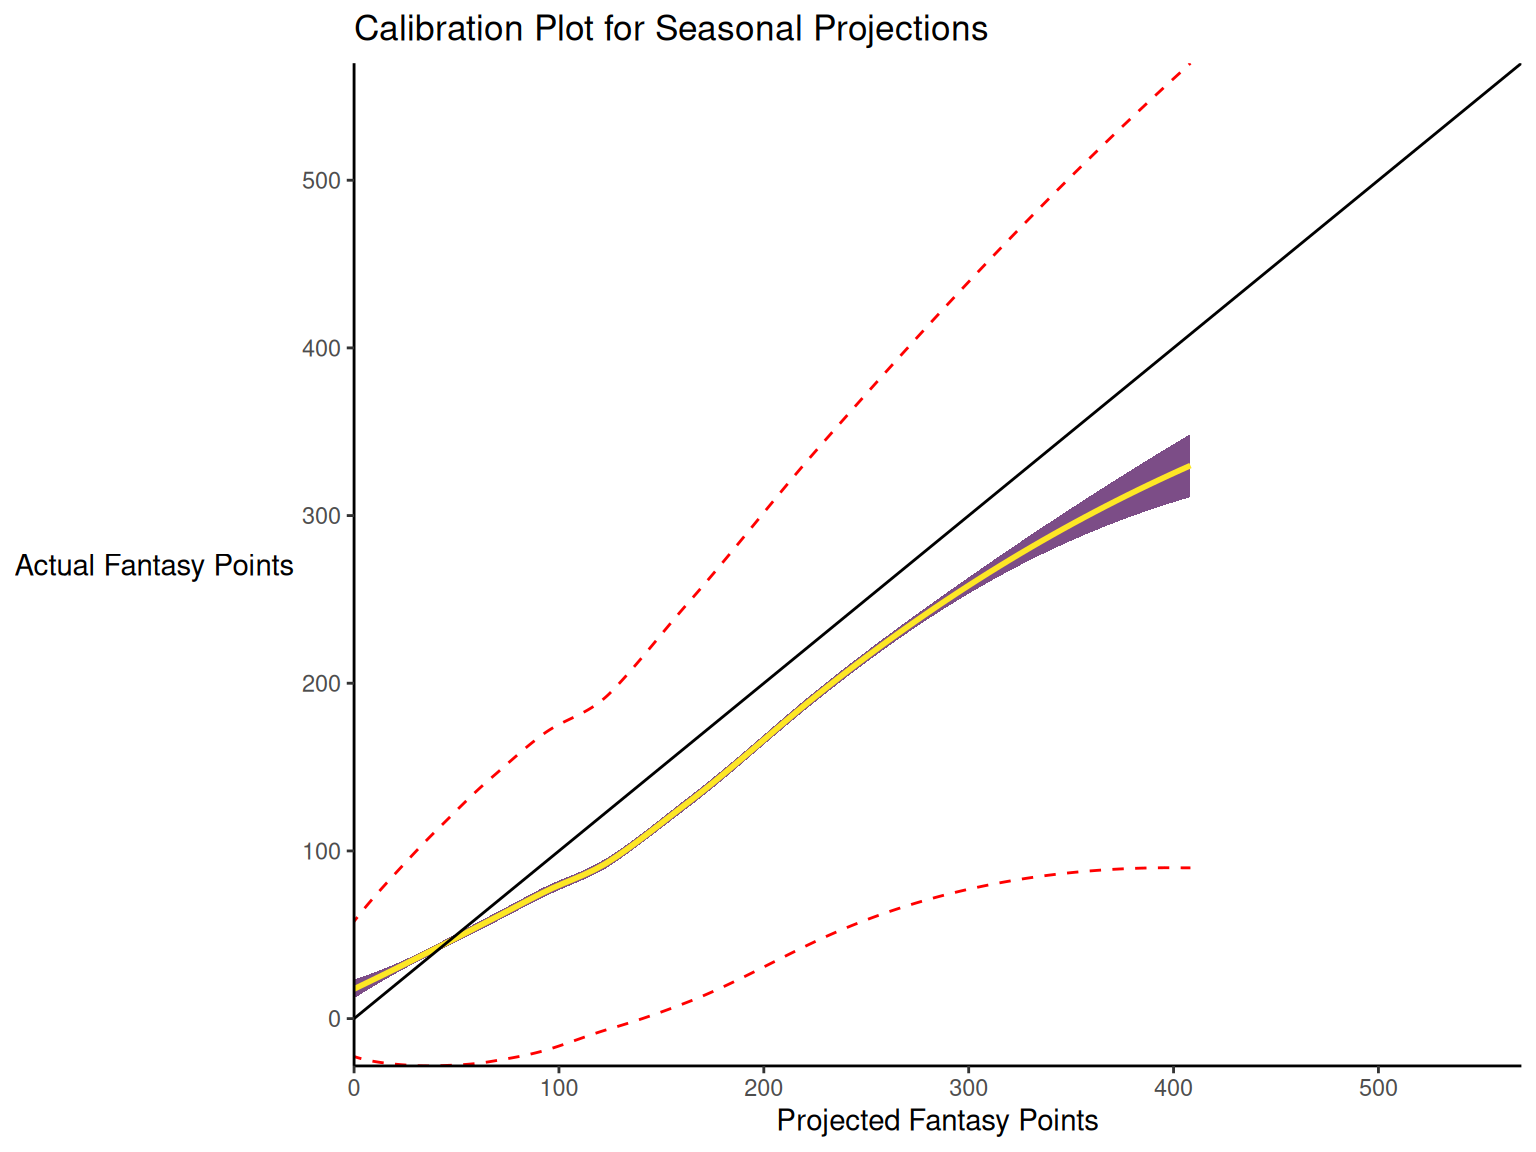 Calibration Plot for Seasonal Projections
500
400
300
200
100
0
Actual Fantasy Points
0 100 200 300 400 500
Projected Fantasy Points